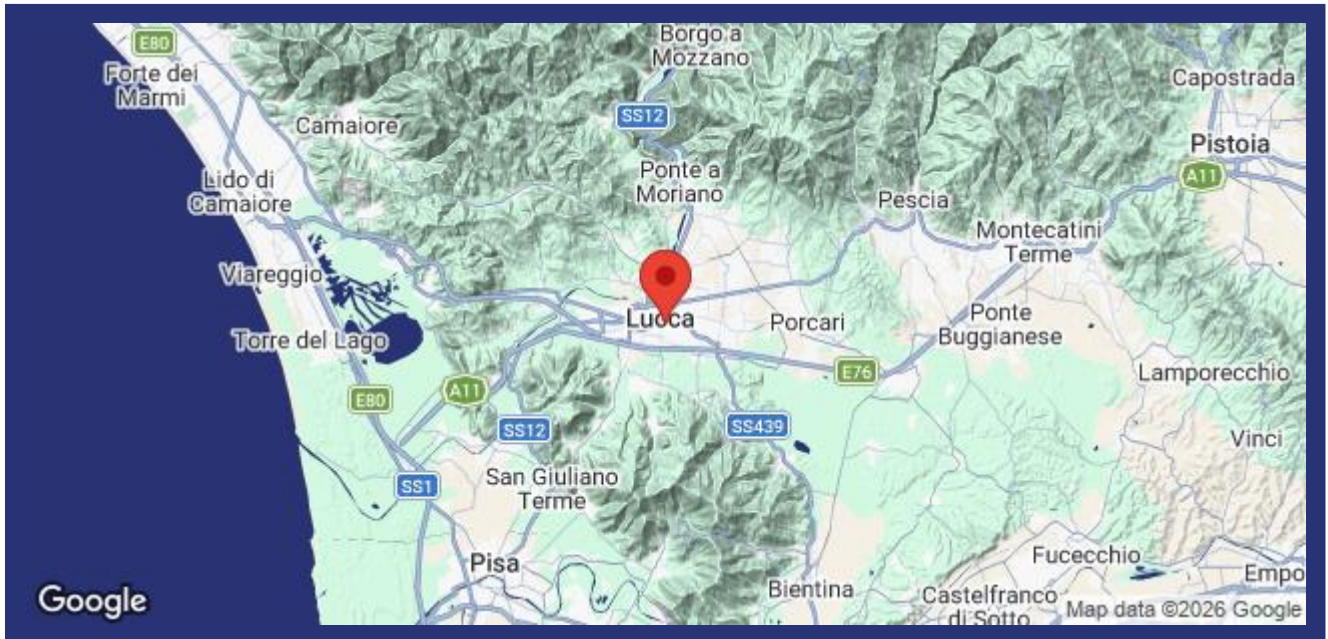 E80
Forte dei
Marmi
Borgo a
Mozzano
Capostrada
Camaiore
SS12
Pistoia
A11
Ponte a
Moriano
Lido di
Camaiore
Pescia
Montecatini
Terme
Viareggio
Lucca
Porcari
Ponte
Buggianese
Torre del Lago
E76
Lamporecchio
A11
E80
SS12
SS439
Vinci
SS1
San Giuliano
Terme
Pisa
Fucecchio
Empo
Bientina
Castelfranco
di Sotto
Google
Map data ©2026 Google